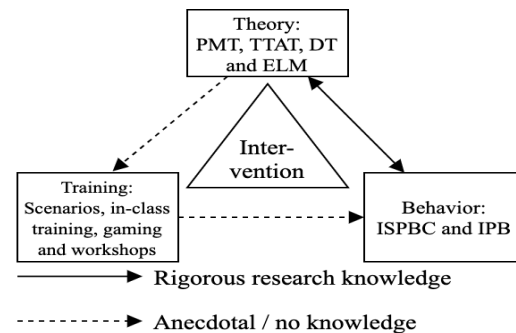 Theory:
PMT, TTAT, DT
and ELM
Inter-
vention
Training:
Scenarios, in-class
training, gaming
and workshops
Behavior:
ISPBC and IPB
Rigorous research knowledge
Anecdotal / no knowledge